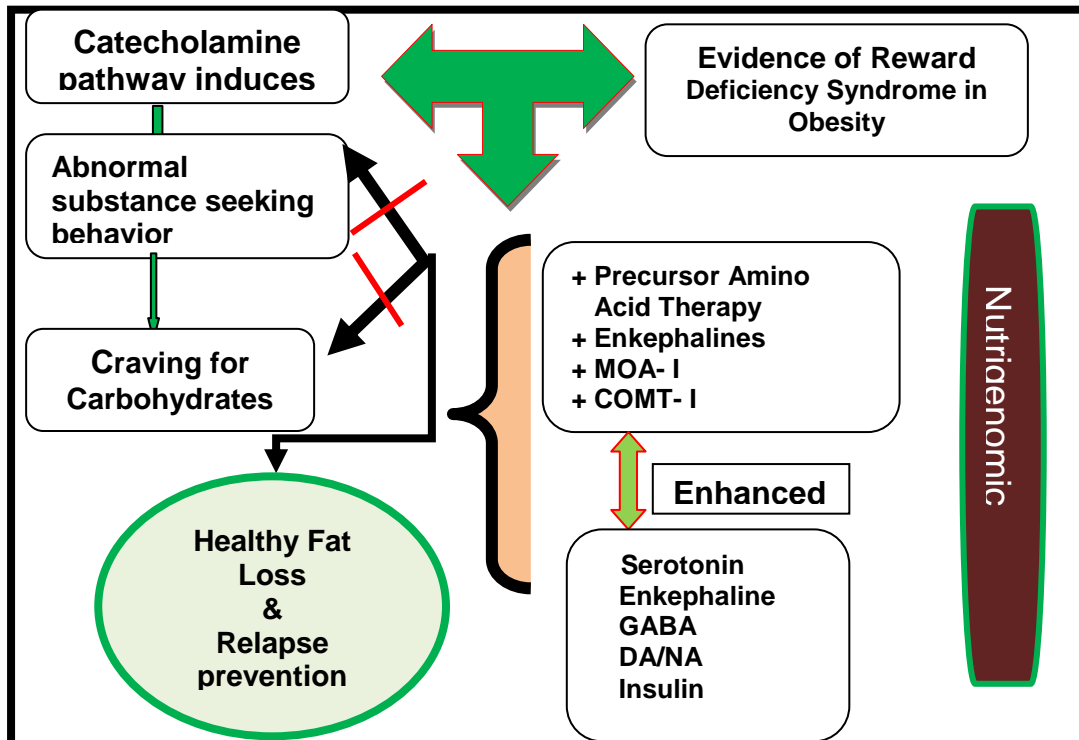 Catecholamine
pathway induces
Evidence of Reward
Deficiency Syndrome in
Obesity
Abnormal
substance seeking
behavior
Craving for
Carbohydrates
+ Precursor Amino
Acid Therapy
+ Enkephalines
+ MOA- I
+ COMT- I
Enhanced
Serotonin
Enkephaline
GABA
DA/NA
Insulin
Healthy Fat
Loss
&
Relapse
prevention
Nutrigenomic